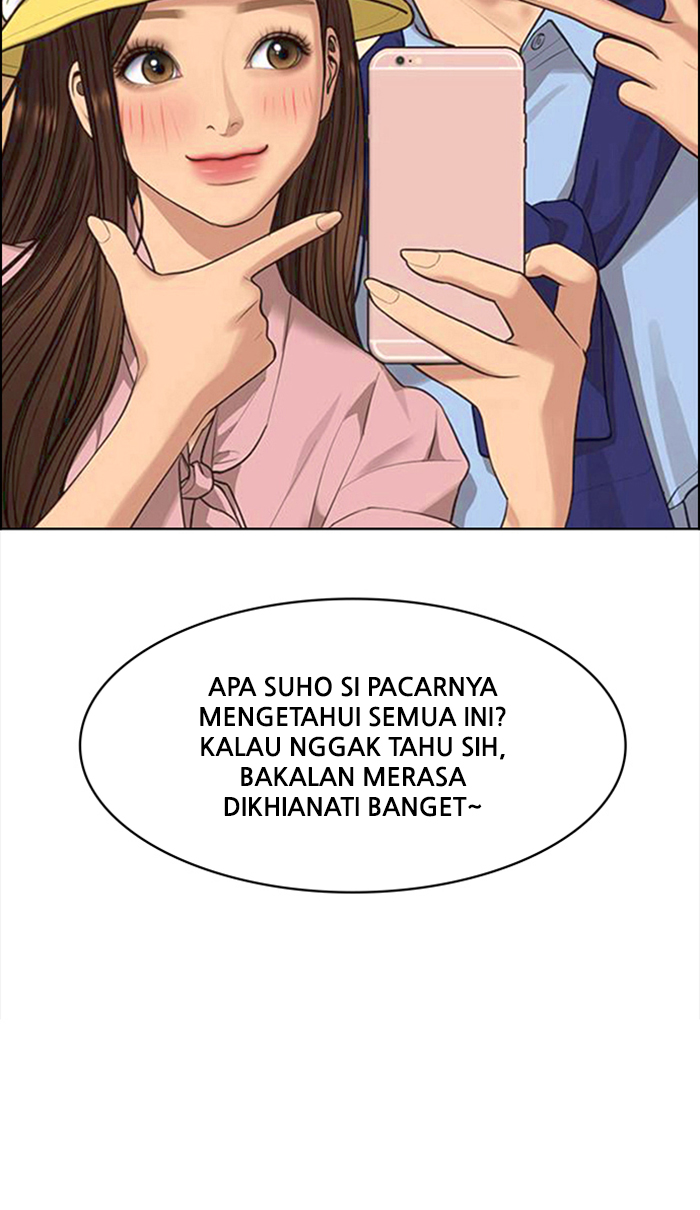 APA SUHO SI PACARNYA
MENGETAHUI SEMUA INI?
KALAU NGGAK TAHU SIH,
BAKALAN MERASA
DIKHIANATI BANGET~